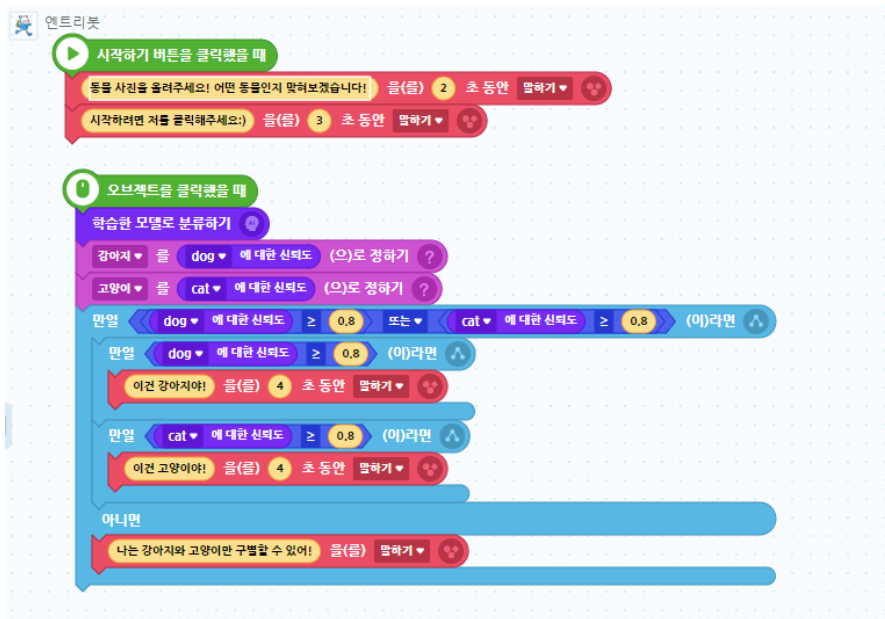 엔트리봇
시작하기 버튼을 클릭했을 때
동물 사진을 올려주세요! 어떤 동물인지 맞혀보겠습니다! 을(를) 2 초 동안 말하기
시작하려면 저를 클릭해주세요:) 을(를) 3 초 동안 말하기
오브젝트를 클릭했을 때
학습한 모델로 분류하기 AI
강아지 를 dog 에 대한 신뢰도 (으)로 정하기 ?
고양이 를 cat 에 대한 신뢰도 (으)로 정하기 ?
만일 dog 에 대한 신뢰도 ≥ 0.8 또는 cat 에 대한 신뢰도 ≥ 0.8 (이)라면
만일 dog 에 대한 신뢰도 ≥ 0.8 (이)라면
이건 강아지야! 을(를) 4 초 동안 말하기
만일 cat 에 대한 신뢰도 ≥ 0.8 (이)라면
이건 고양이야! 을(를) 4 초 동안 말하기
아니면
나는 강아지와 고양이만 구별할 수 있어! 을(를) 말하기